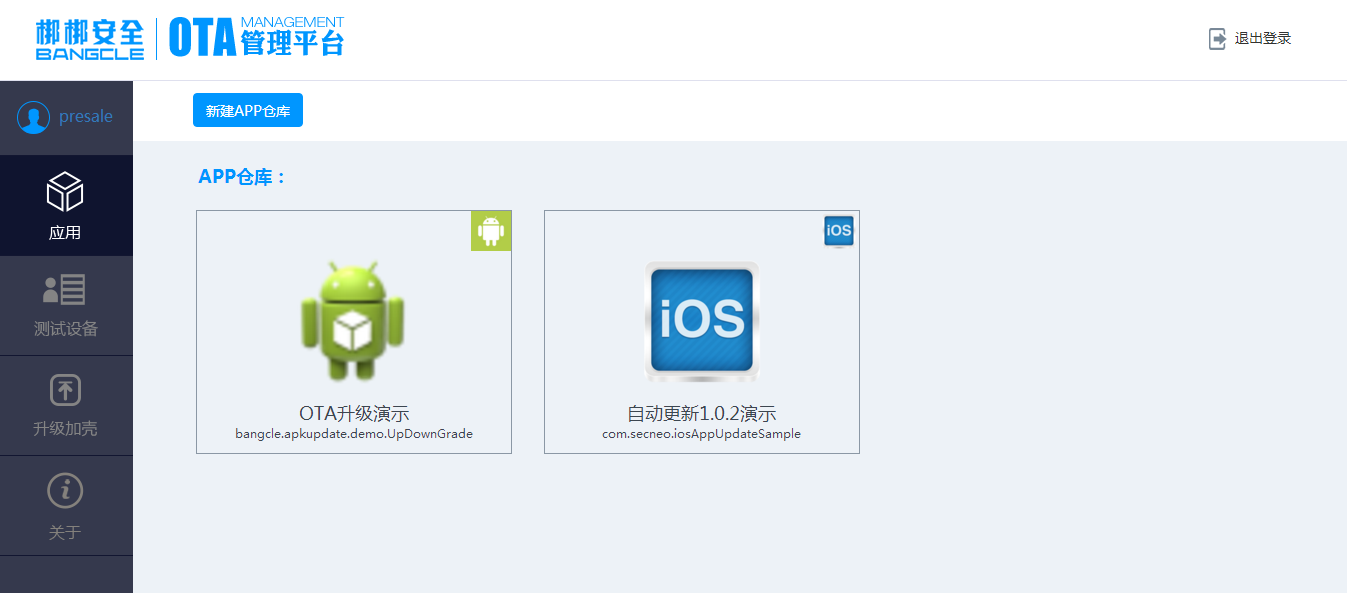 梆梆安全
BANGCLE
OTA MANAGEMENT
管理平台
退出登录
presale
新建APP仓库
应用
测试设备
升级加壳
关于
APP仓库：
iOS
iOS
OTA升级演示
bangcle.apkupdate.demo.UpDownGrade
自动更新1.0.2演示
com.secneo.iosAppUpdateSample